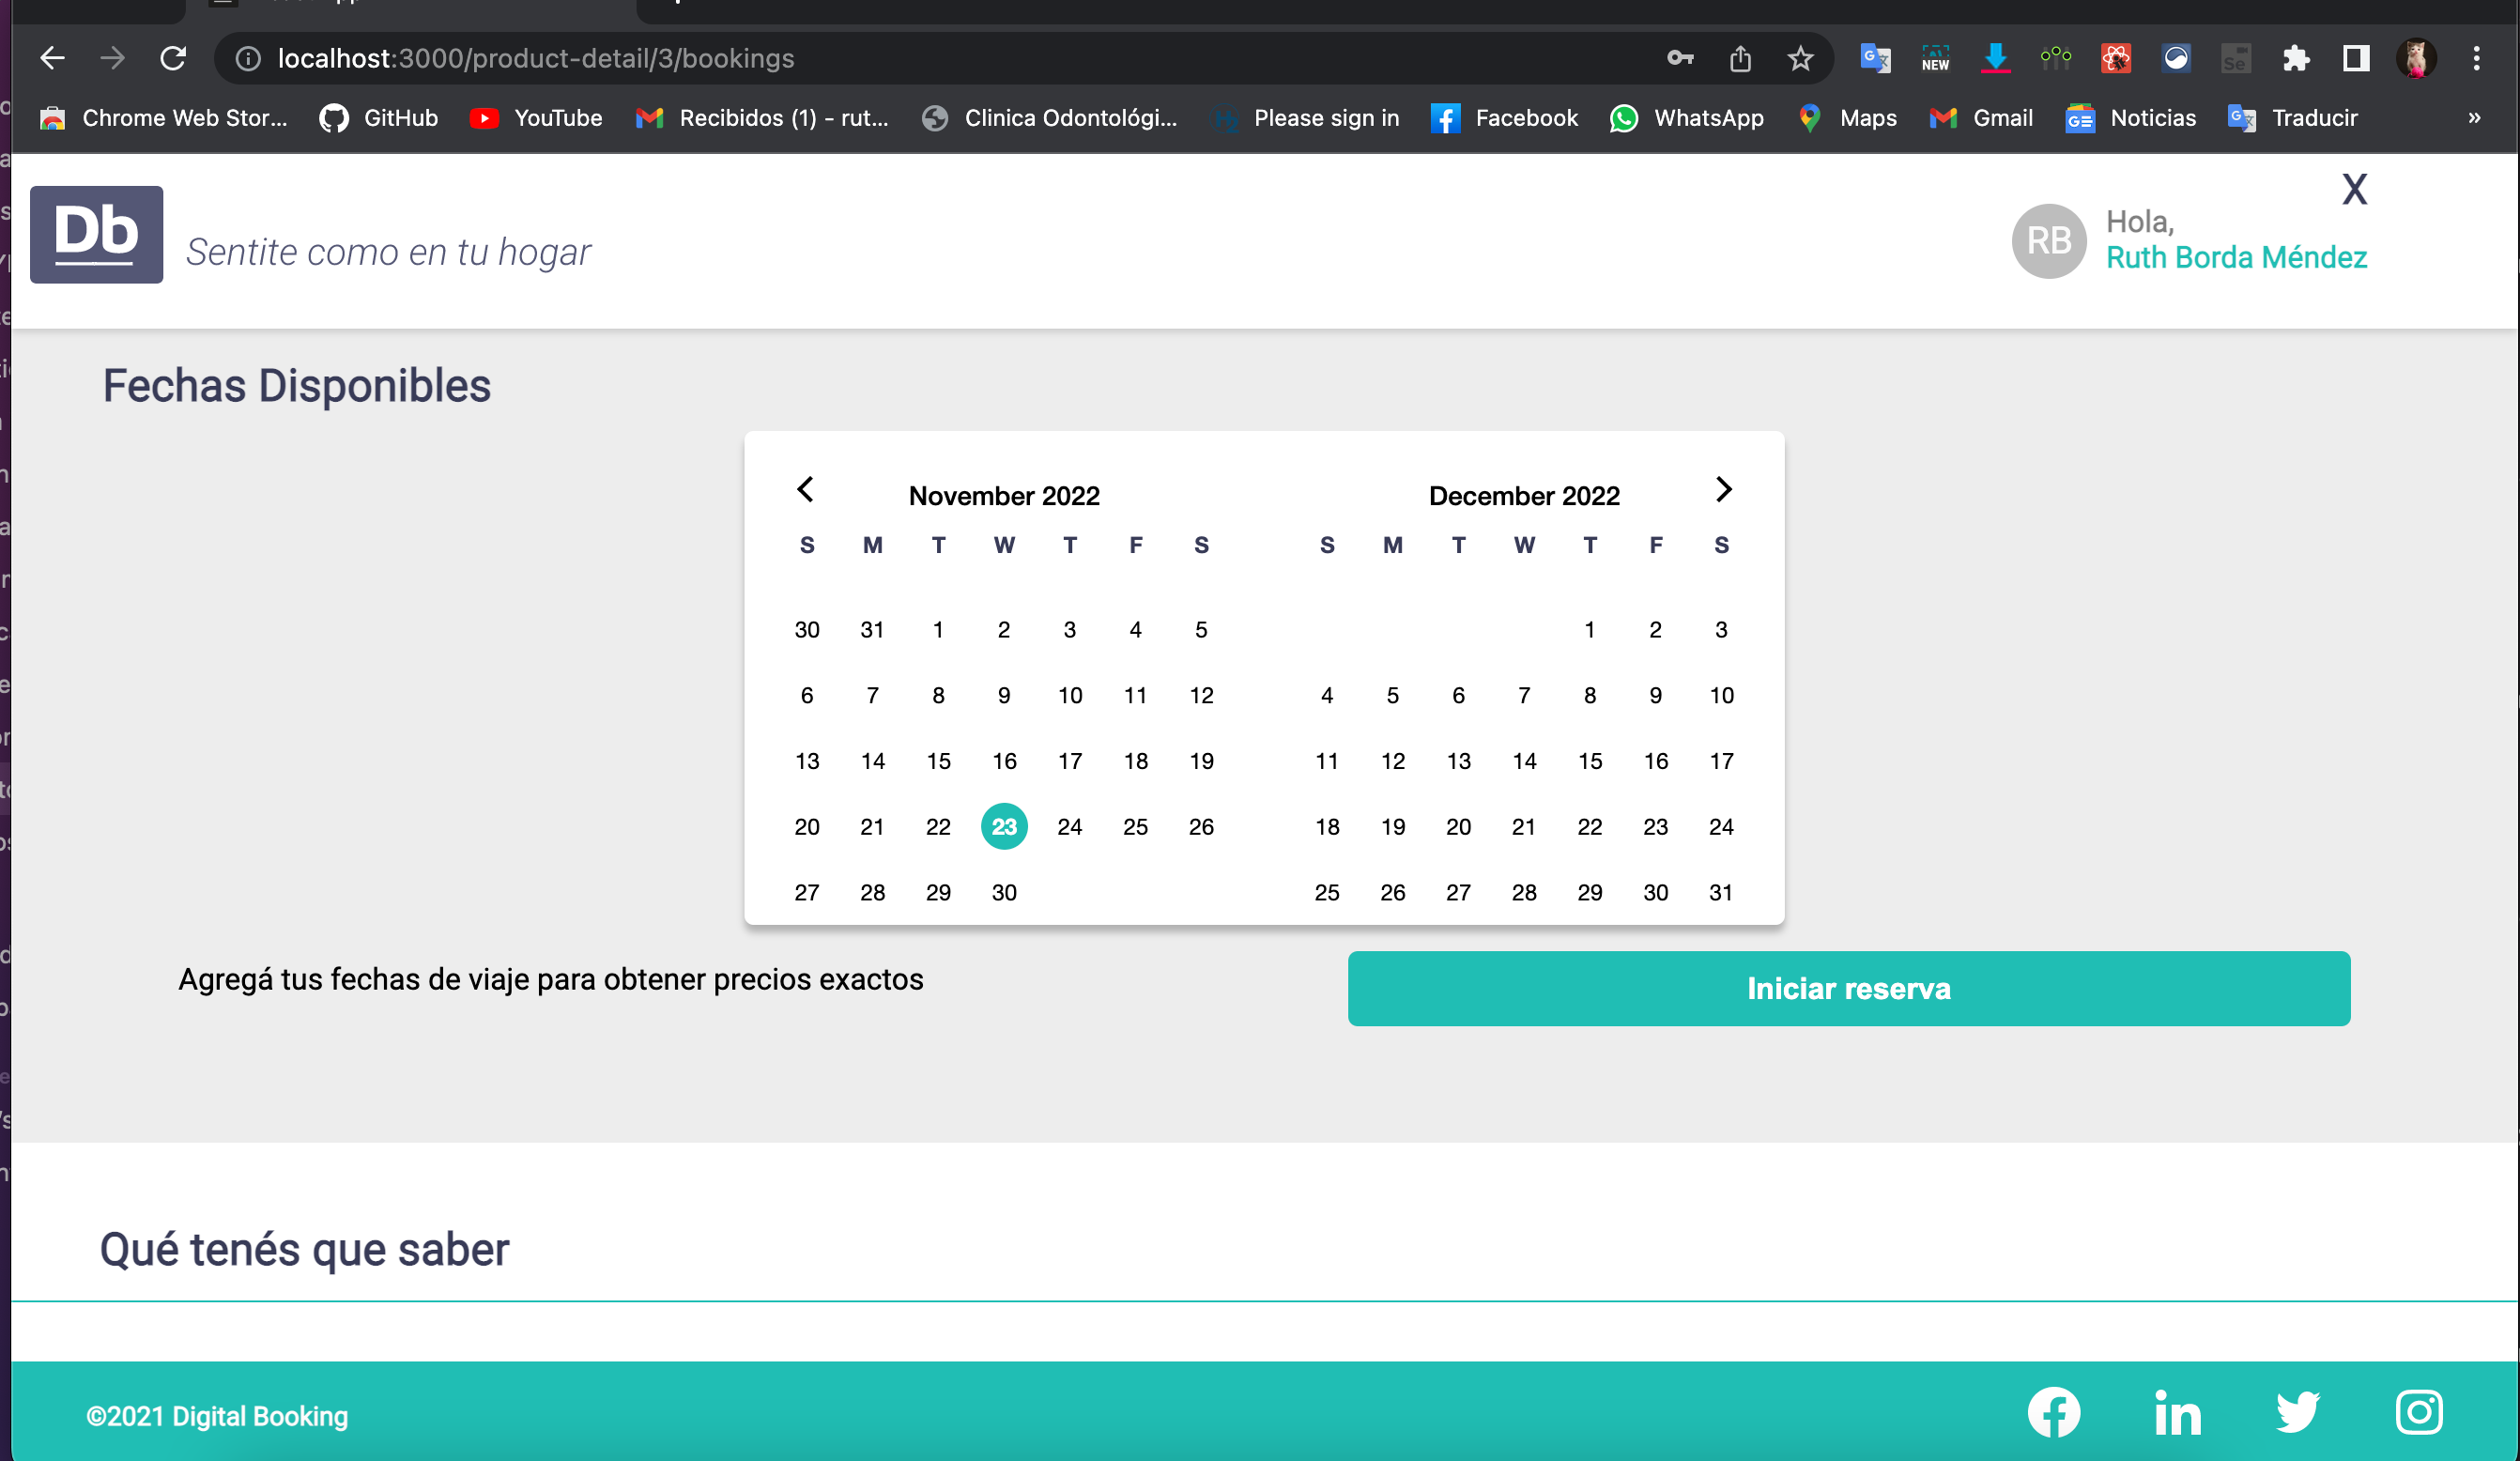 localhost:3000/product-detail/3/bookings
NEW
Se
Chrome Web Stor... GitHub YouTube Recibidos (1) – rut... Clinica Odontológi... Please sign in Facebook WhatsApp Maps Gmail Noticias Traducir »
Db
Sentite como en tu hogar
X
RB
Hola,
Ruth Borda Méndez
Fechas Disponibles
November 2022
S M T W T F S
30 31 1 2 3 4 5
6 7 8 9 10 11 12
13 14 15 16 17 18 19
20 21 22 23 24 25 26
27 28 29 30
December 2022
S M T W T F S
1 2 3
4 5 6 7 8 9 10
11 12 13 14 15 16 17
18 19 20 21 22 23 24
25 26 27 28 29 30 31
Agregá tus fechas de viaje para obtener precios exactos
Iniciar reserva
Qué tenés que saber
©2021 Digital Booking